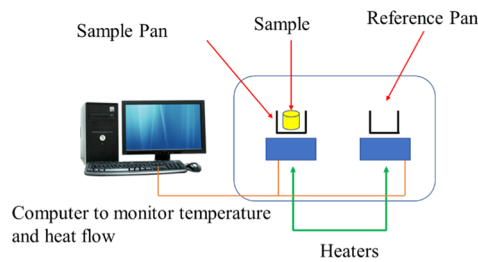 Sample Pan
Sample
Reference Pan
Computer to monitor temperature
and heat flow
Heaters